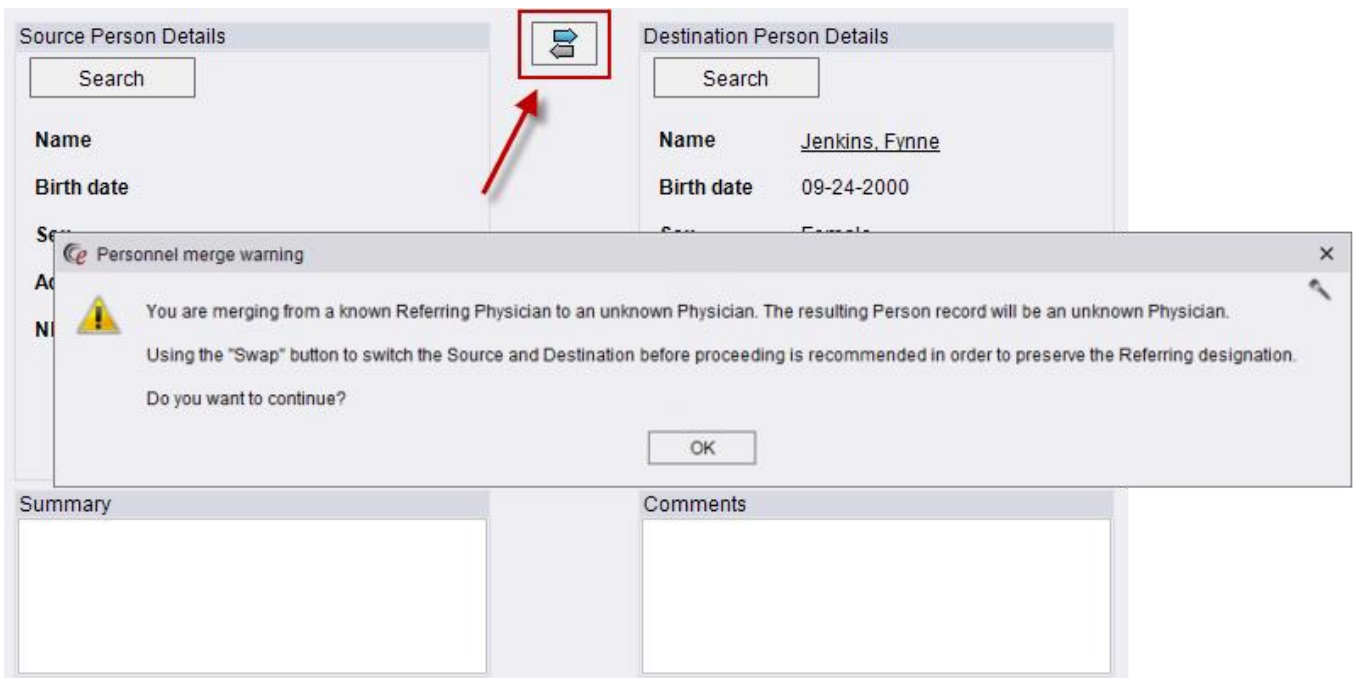 Source Person Details
Destination Person Details
Search
Search
Name
Name Jenkins, Fynne
Birth date
Birth date 09-24-2000
Personnel merge warning
You are merging from a known Referring Physician to an unknown Physician. The resulting Person record will be an unknown Physician.
Using the "Swap" button to switch the Source and Destination before proceeding is recommended in order to preserve the Referring designation.
Do you want to continue?
OK
Summary
Comments